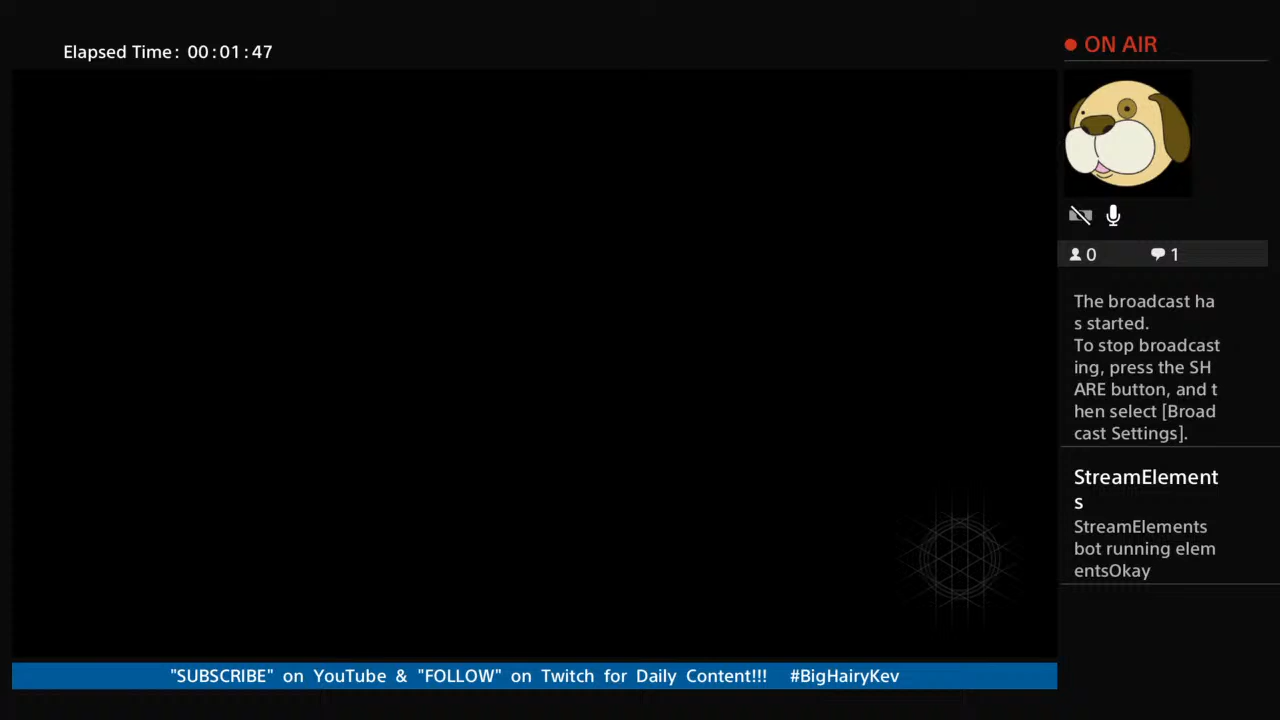 Elapsed Time: 00:01:47
ON AIR
0 1
The broadcast ha
s started.
To stop broadcast
ing, press the SH
ARE button, and t
hen select [Broad
cast Settings].
StreamElement
s
StreamElements
bot running elem
entsOkay
"SUBSCRIBE" on YouTube & "FOLLOW" on Twitch for Daily Content!!! #BigHairyKev